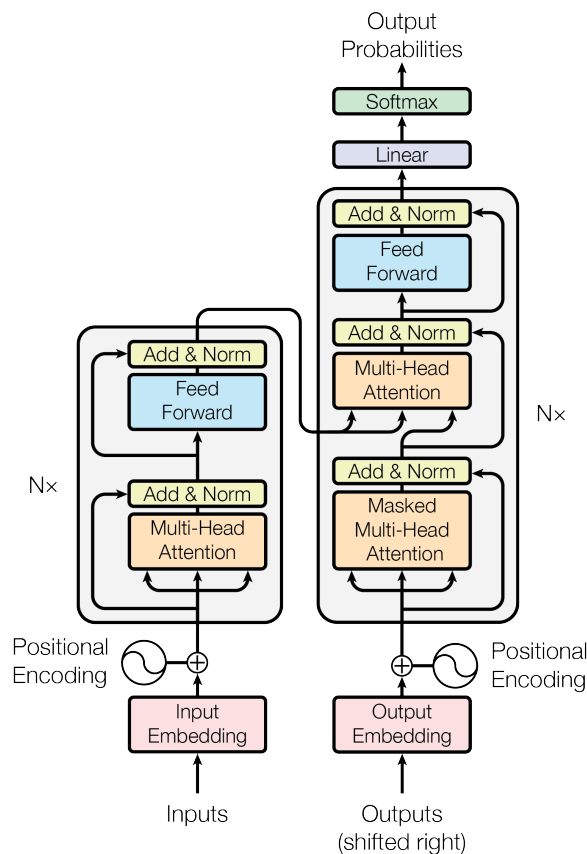 Output
Probabilities
Softmax
Linear
Add & Norm
Feed
Forward
Add & Norm
Multi-Head
Attention
Add & Norm
Masked
Multi-Head
Attention
N×
Add & Norm
Feed
Forward
Add & Norm
Multi-Head
Attention
N×
Positional
Encoding
Positional
Encoding
Input
Embedding
Output
Embedding
Inputs
Outputs
(shifted right)